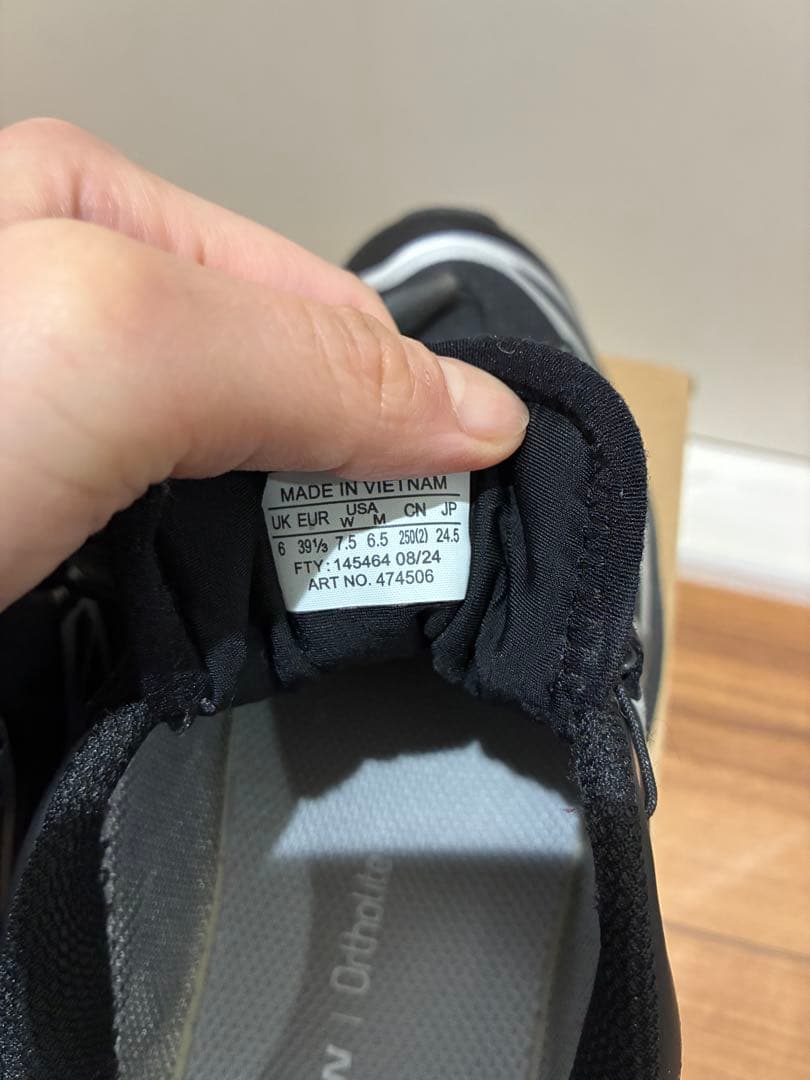 MADE IN VIETNAM
UK EUR USA CN JP
W M
6 39⅓ 7.5 6.5 250(2) 24.5
FTY: 145464 08/24
ART NO. 474506
N | OrthoLite